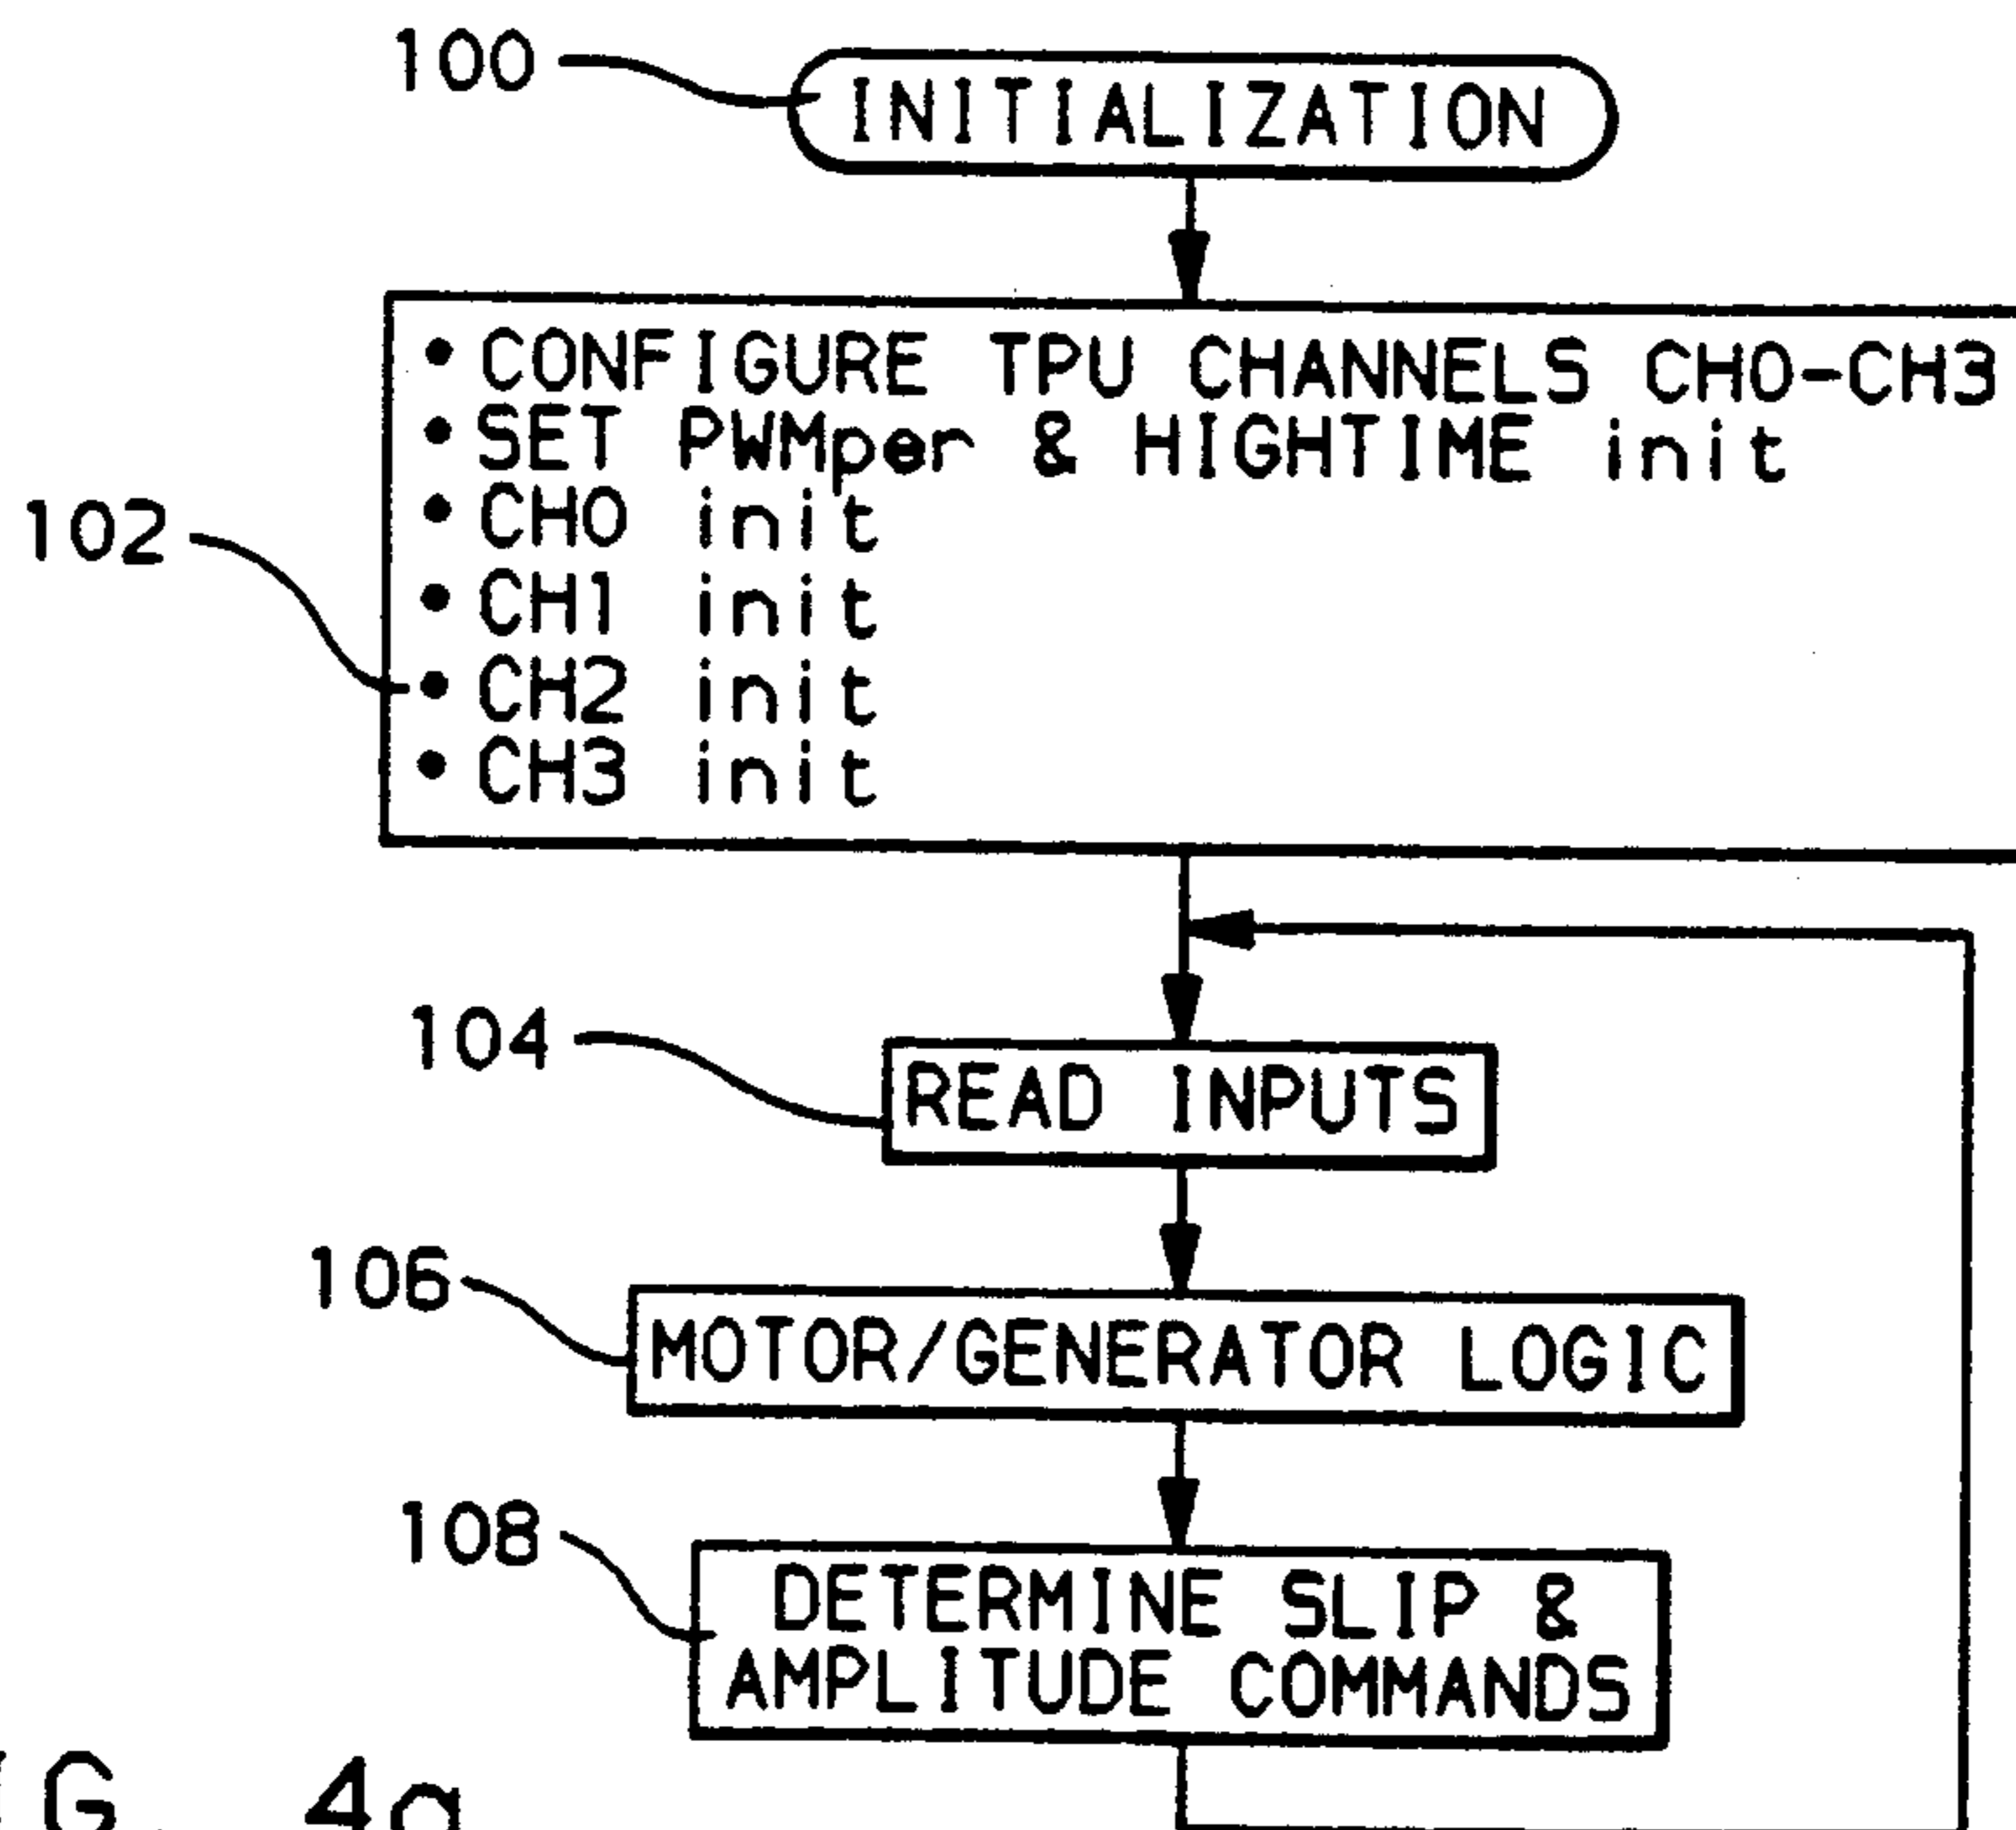 100
INITIALIZATION
• CONFIGURE TPU CHANNELS CH0-CH3
• SET PWMper & HIGHTIME init
• CH0 init
102
• CH1 init
• CH2 init
• CH3 init
104
READ INPUTS
106
MOTOR/GENERATOR LOGIC
108
DETERMINE SLIP &
AMPLITUDE COMMANDS
4a